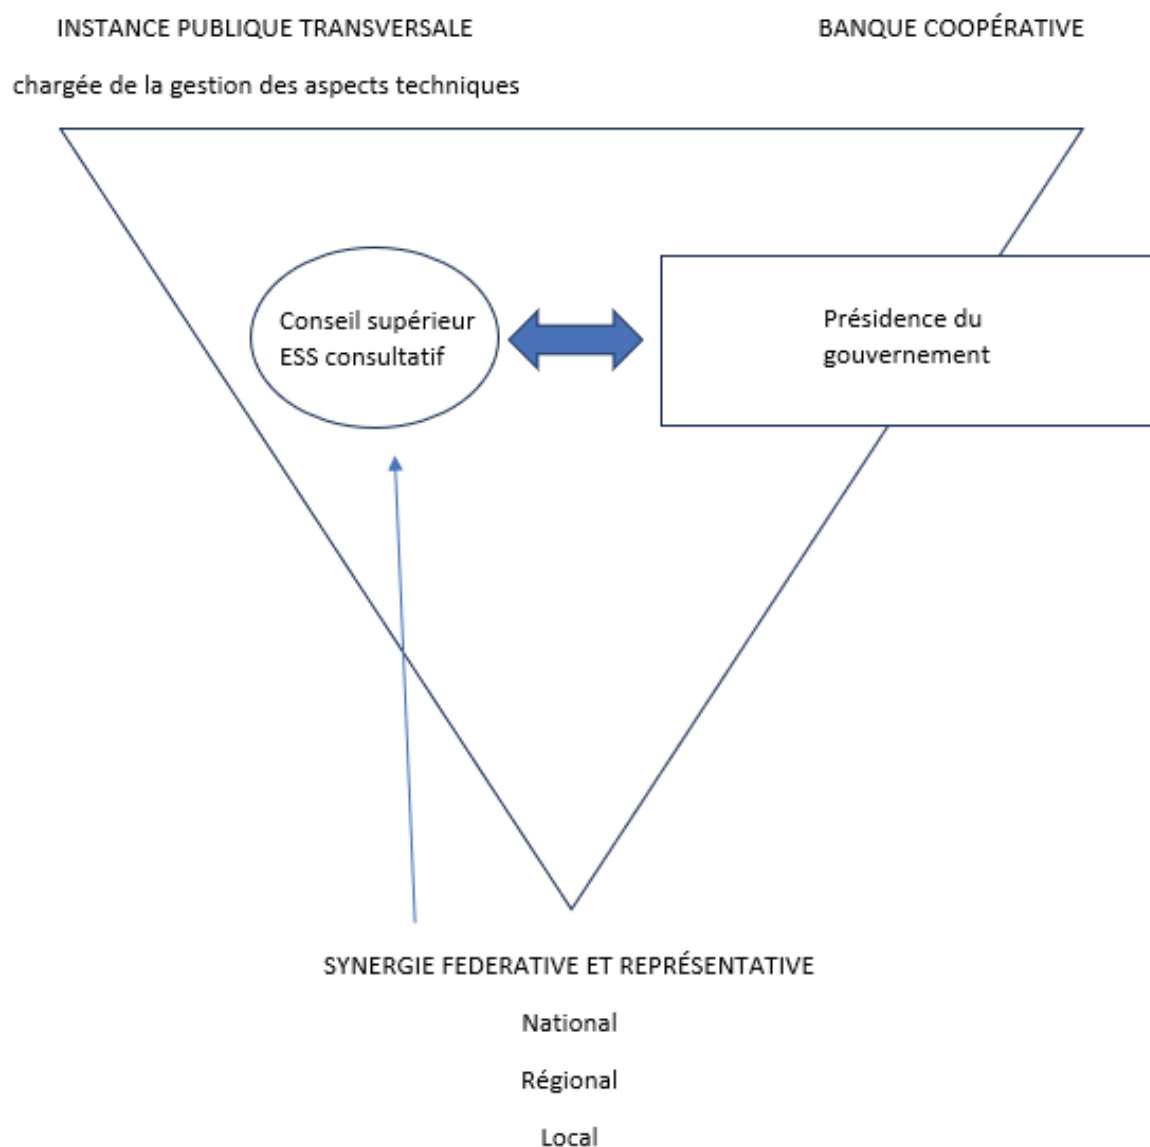 INSTANCE PUBLIQUE TRANSVERSALE
BANQUE COOPÉRATIVE
chargée de la gestion des aspects techniques
Conseil supérieur
ESS consultatif
Présidence du
gouvernement
SYNERGIE FEDERATIVE ET REPRÉSENTATIVE
National
Régional
Local